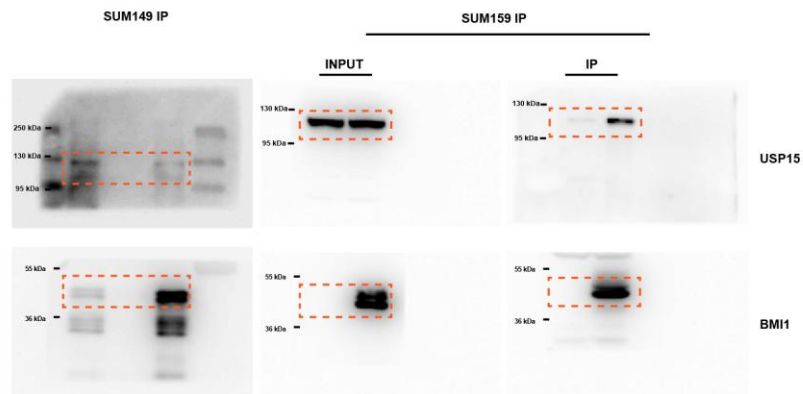 SUM149 IP
SUM159 IP
INPUT
IP
250 kDa
130 kDa
95 kDa
130 kDa
95 kDa
130 kDa
95 kDa
USP15
55 kDa
36 kDa
55 kDa
36 kDa
55 kDa
36 kDa
BMI1